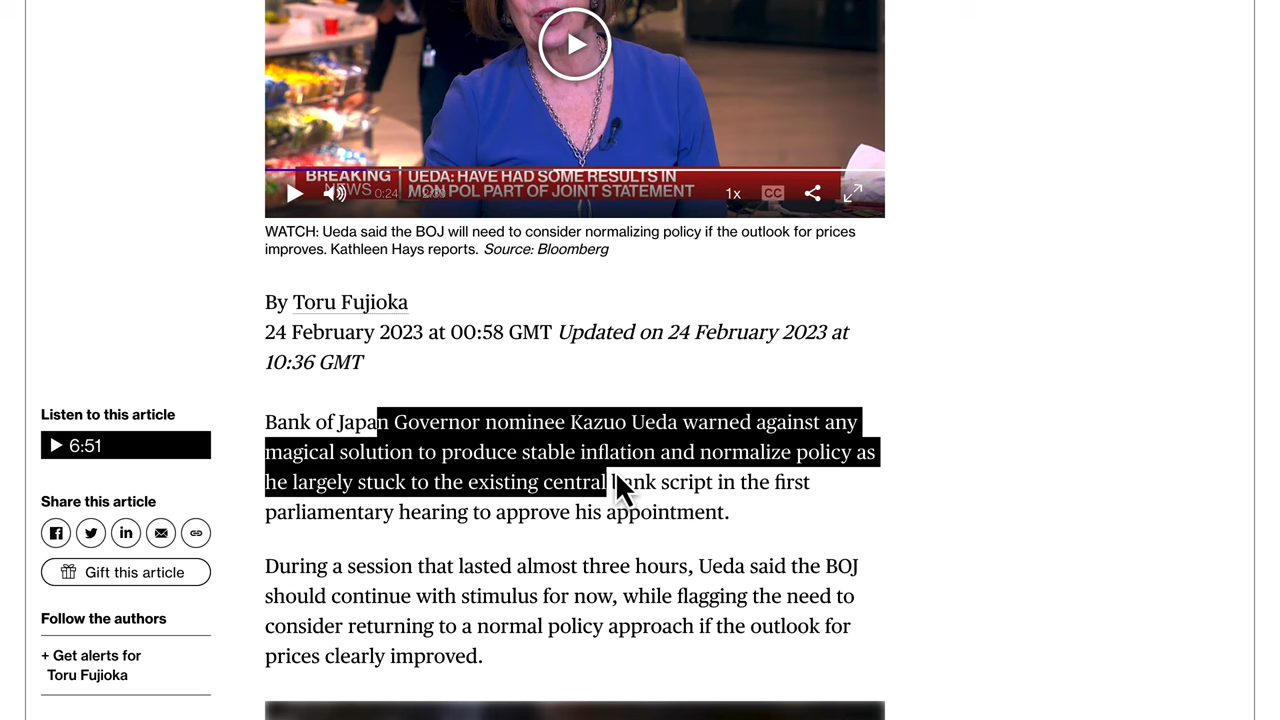 BREAKING
NEWS
UEDA: HAVE HAD SOME RESULTS IN
MON POL PART OF JOINT STATEMENT
0:24
1x
CC
WATCH: Ueda said the BOJ will need to consider normalizing policy if the outlook for prices
improves. Kathleen Hays reports. Source: Bloomberg
By Toru Fujioka
24 February 2023 at 00:58 GMT Updated on 24 February 2023 at
10:36 GMT
Listen to this article
6:51
Share this article
Gift this article
Follow the authors
+ Get alerts for
Toru Fujioka
Bank of Japan Governor nominee Kazuo Ueda warned against any
magical solution to produce stable inflation and normalize policy as
he largely stuck to the existing central bank script in the first
parliamentary hearing to approve his appointment.
During a session that lasted almost three hours, Ueda said the BOJ
should continue with stimulus for now, while flagging the need to
consider returning to a normal policy approach if the outlook for
prices clearly improved.